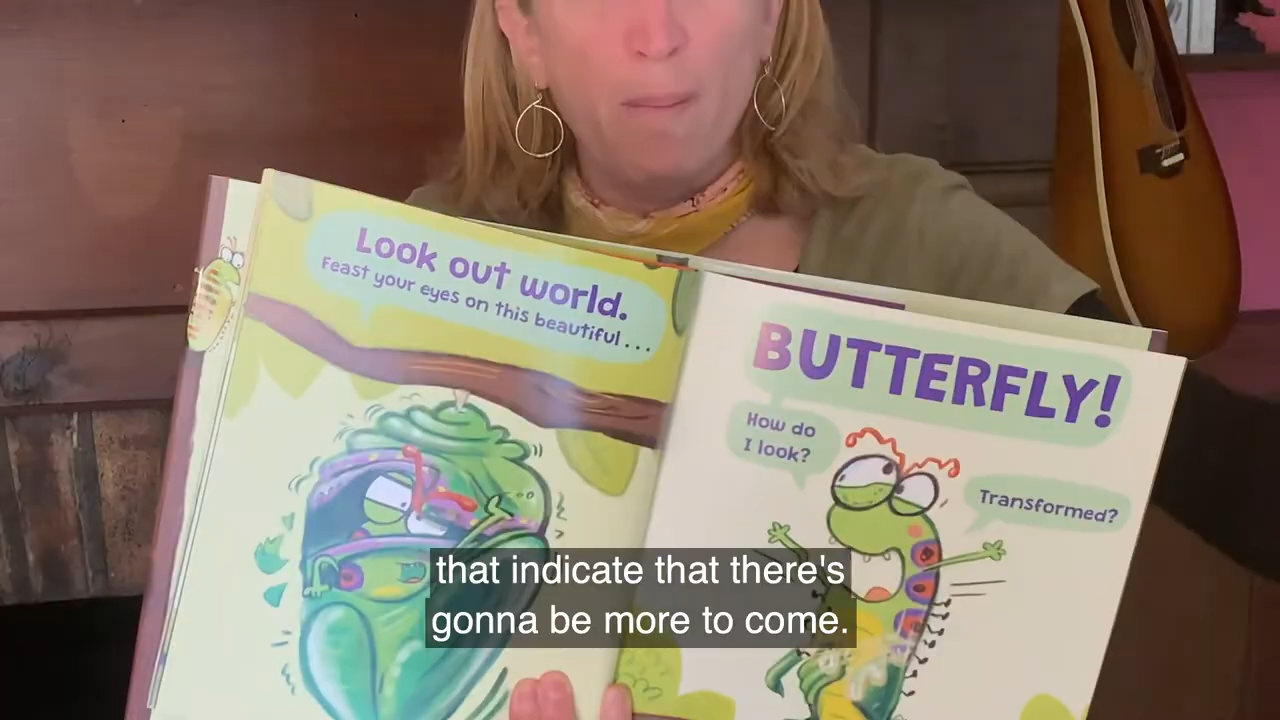 Look out world.
Feast your eyes on this beautiful . . .
BUTTERFLY!
How do
I look?
Transformed?
that indicate that there's
gonna be more to come.